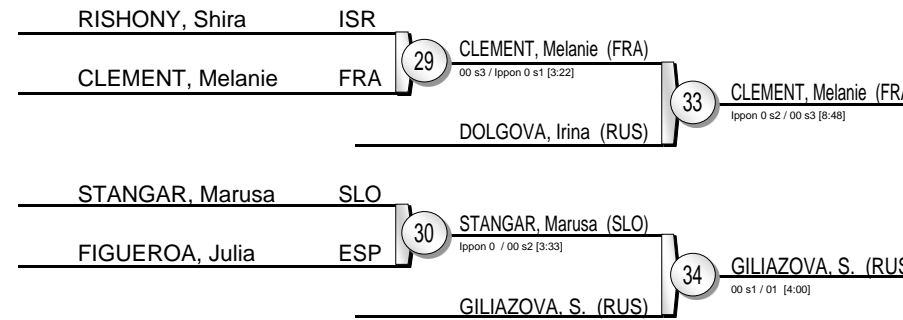 RISHONY, Shira ISR
CLEMENT, Melanie FRA
29
CLEMENT, Melanie (FRA)
00 s3 / Ippon 0 s1 [3:22]
DOLGOVA, Irina (RUS)
33
CLEMENT, Melanie (FRA
Ippon 0 s2 / 00 s3 [8:48]
STANGAR, Marusa SLO
FIGUEROA, Julia ESP
30
STANGAR, Marusa (SLO)
Ippon 0 / 00 s2 [3:33]
GILIAZOVA, S. (RUS)
34
GILIAZOVA, S. (RUS
00 s1 / 01 [4:00]